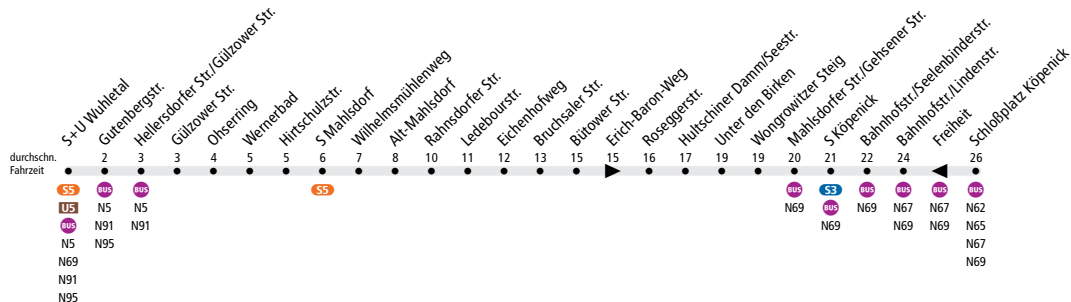 S+U Wuhletal
Gutenbergstr.
Hellersdorfer Str./Gülzower Str.
Gülzower Str.
Ohserring
Wernerbad
Hirtschulzstr.
S Mahlsdorf
Wilhelmsmühlenweg
Alt-Mahlsdorf
Rahnsdorfer Str.
Ledebourstr.
Eichenhofweg
Bruchsaler Str.
Bütower Str.
Erich-Baron-Weg
Roseggerstr.
Hultschiner Damm/Seestr.
Unter den Birken
Wongrowitzer Steig
Mahlsdorfer Str./Gehsener Str.
S Köpenick
Bahnhofstr./Seelenbinderstr.
Bahnhofstr./Lindenstr.
Freiheit
Schloßplatz Köpenick
durchschn. 2 3 3 4 5 5 6 7 8 10 11 12 13 15 15 16 17 19 19 20 21 22 24 26
Fahrzeit
S5 BUS BUS S5 BUS S3 BUS BUS BUS BUS
U5 N5 N5 N69 BUS N69 N67 N67 N62
BUS N91 N91 N69 N69 N69 N65
N5 N95 N67
N69 N69
N91
N95